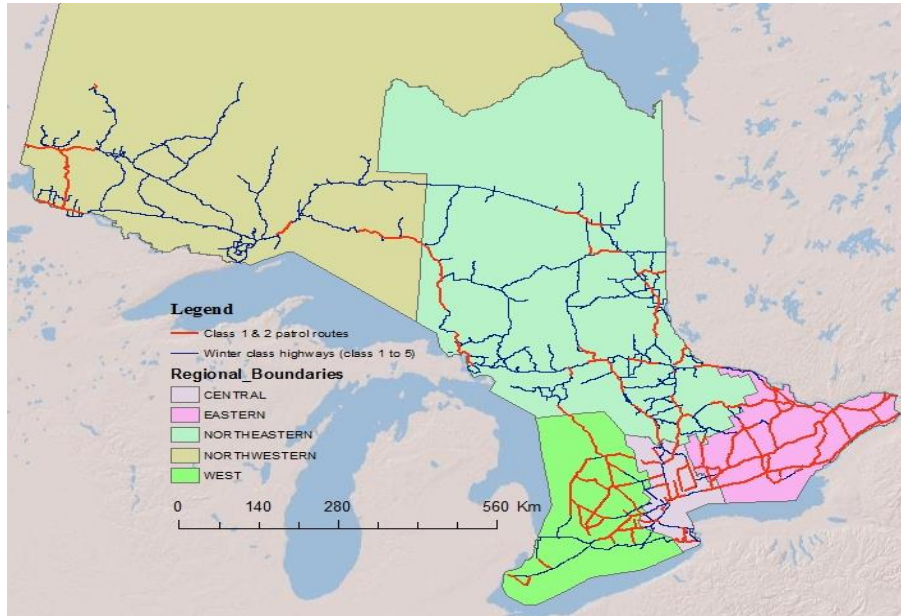 Legend
Class 1 & 2 patrol routes
Winter class highways (class 1 to 5)
Regional_Boundaries
CENTRAL
EASTERN
NORTHEASTERN
NORTHWESTERN
WEST
0 140 280 560 Km